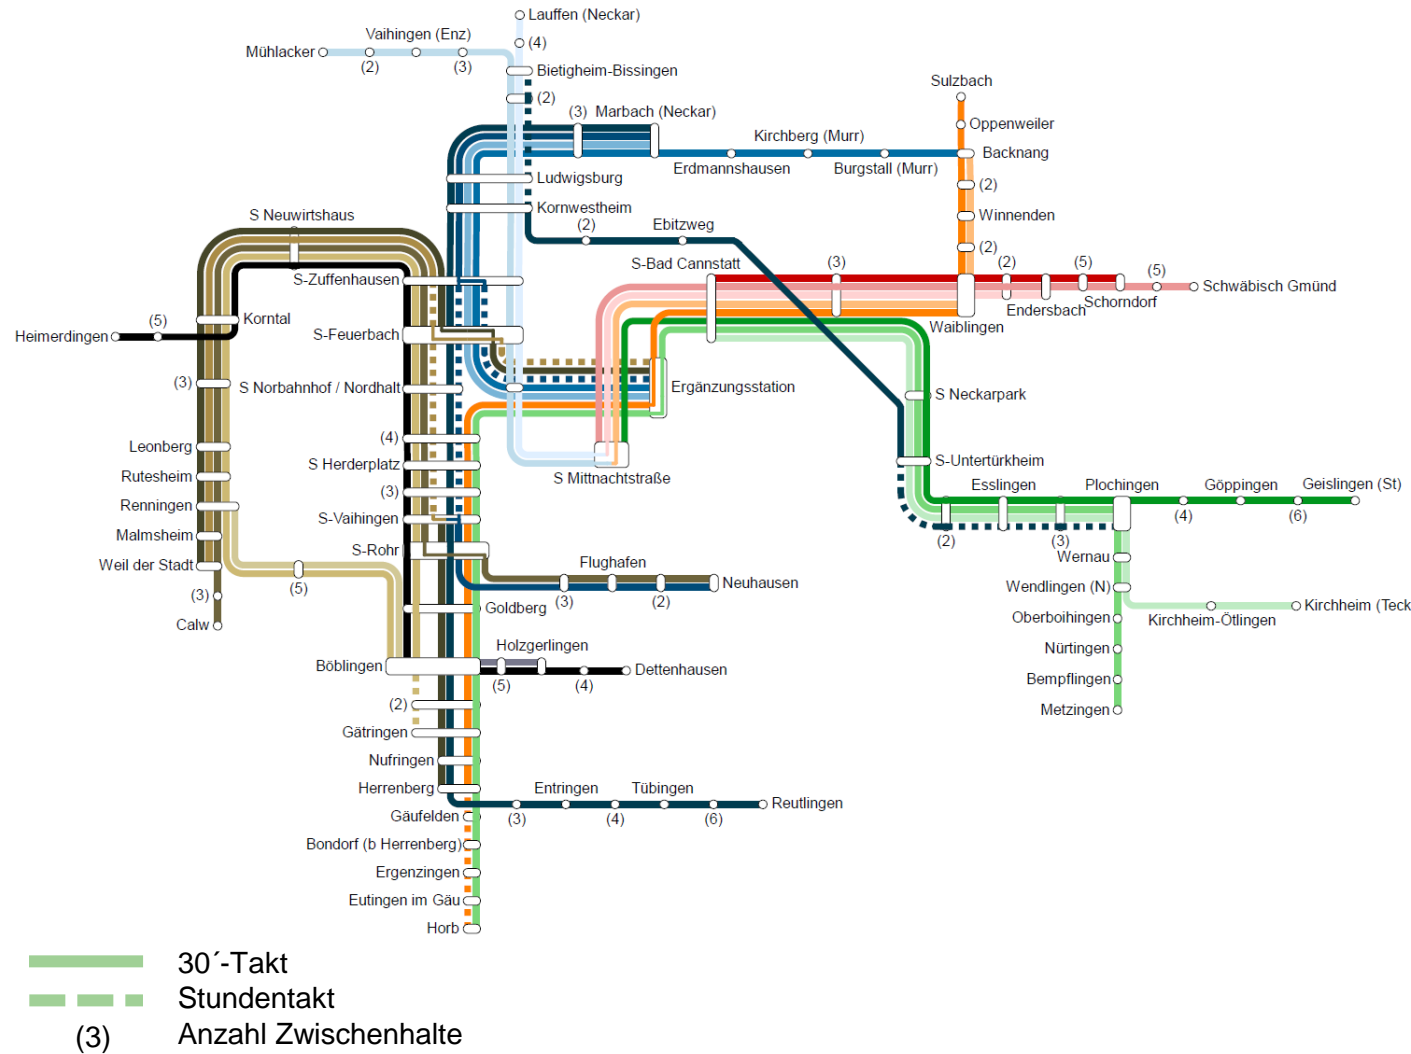 Lauffen (Neckar)
Vaihingen (Enz)
(4)
Mühlacker
(2)
(3)
Bietigheim-Bissingen
(2)
Sulzbach
(3)
Marbach (Neckar)
Oppenweiler
Kirchberg (Murr)
Backnang
Erdmannshausen
Burgstall (Murr)
Ludwigsburg
(2)
Kornwestheim
S Neuwirtshaus
(2)
Ebitzweg
Winnenden
(2)
S-Zuffenhausen
S-Bad Cannstatt
(3)
(2)
(5)
(5)
Schwäbisch Gmünd
Schorndorf
Endersbach
Waiblingen
Korntal
(5)
Heimerdingen
S-Feuerbach
(3)
S Norbahnhof / Nordhalt
Ergänzungsstation
S Neckarpark
(4)
Leonberg
S Herderplatz
S Mittnachtstraße
S-Untertürkheim
Rutesheim
(3)
Esslingen
Plochingen
Göppingen
Geislingen (St)
Renningen
S-Vaihingen
(4)
(6)
Malmsheim
(2)
(3)
S-Rohr
Wernau
Weil der Stadt
Flughafen
Neuhausen
(5)
(3)
(2)
Wendlingen (N)
(3)
Goldberg
Kirchheim (Teck
Oberboihingen
Kirchheim-Ötlingen
Calw
Holzgerlingen
Nürtingen
Böblingen
Dettenhausen
(5)
(4)
Bempflingen
(2)
Metzingen
Gätringen
Nufringen
Herrenberg
Entringen
Tübingen
Reutlingen
Gäufelden
(3)
(4)
(6)
Bondorf (b Herrenberg)
Ergenzingen
Eutingen im Gäu
Horb
30´-Takt
Stundentakt
(3) Anzahl Zwischenhalte